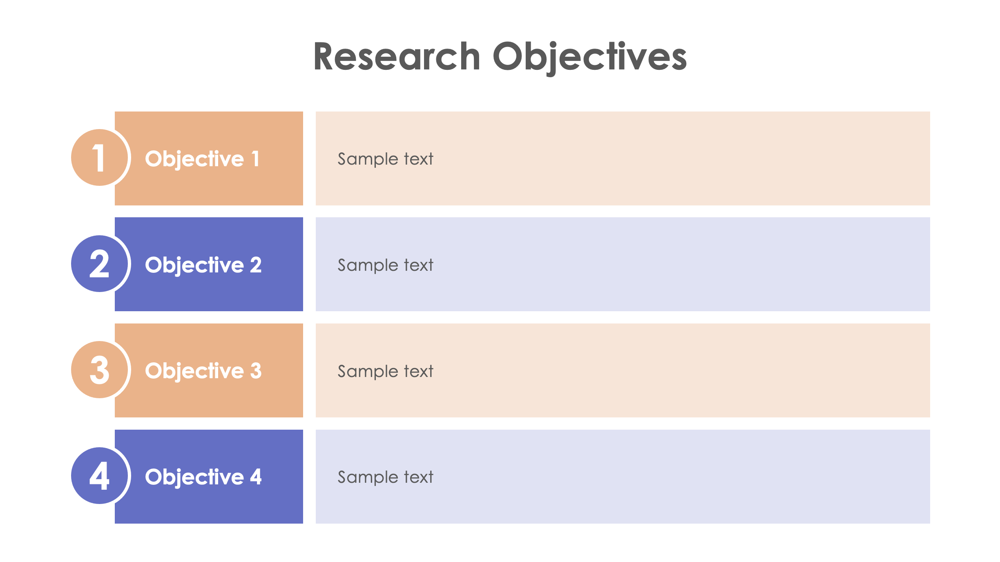 Research Objectives
1
Objective 1
Sample text
2
Objective 2
Sample text
3
Objective 3
Sample text
4
Objective 4
Sample text